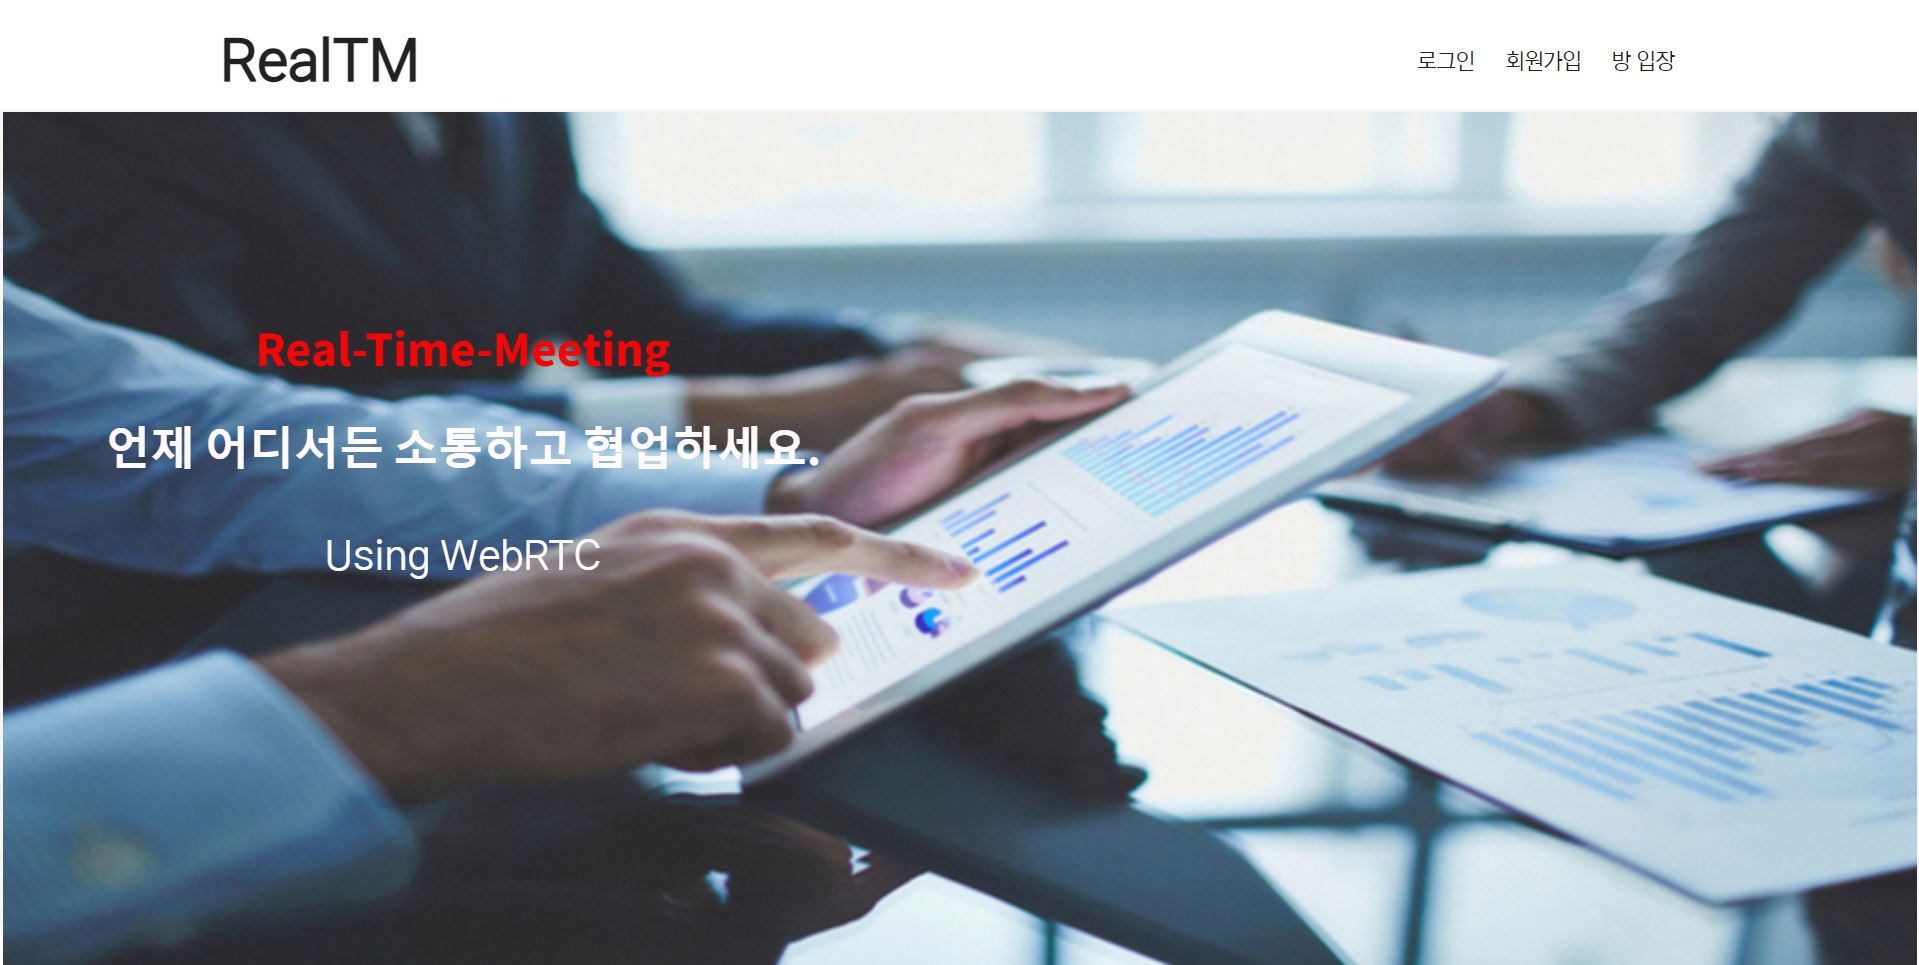 RealTM
로그인 회원가입 방 입장
Real-Time-Meeting
언제 어디서든 소통하고 협업하세요.
Using WebRTC